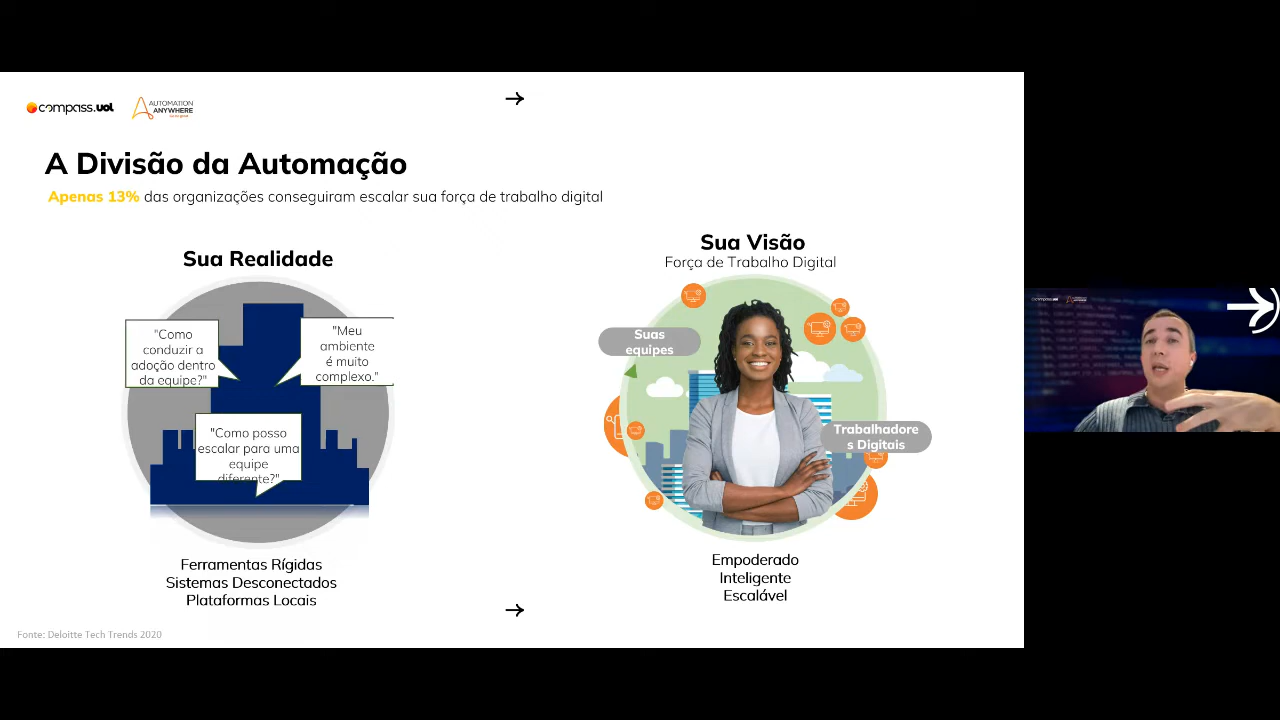 compass.uol
AUTOMATION
ANYWHERE
A Divisão da Automação
Apenas 13% das organizações conseguiram escalar sua força de trabalho digital
Sua Realidade
"Como
conduzir a
adoção dentro
da equipe?"
"Meu
ambiente
é muito
complexo."
"Como posso
escalar para uma
equipe
diferente?"
Ferramentas Rígidas
Sistemas Desconectados
Plataformas Locais
Sua Visão
Força de Trabalho Digital
Suas
equipes
Trabalhadore
s Digitais
Empoderado
Inteligente
Escalável
Fonte: Deloitte Tech Trends 2020